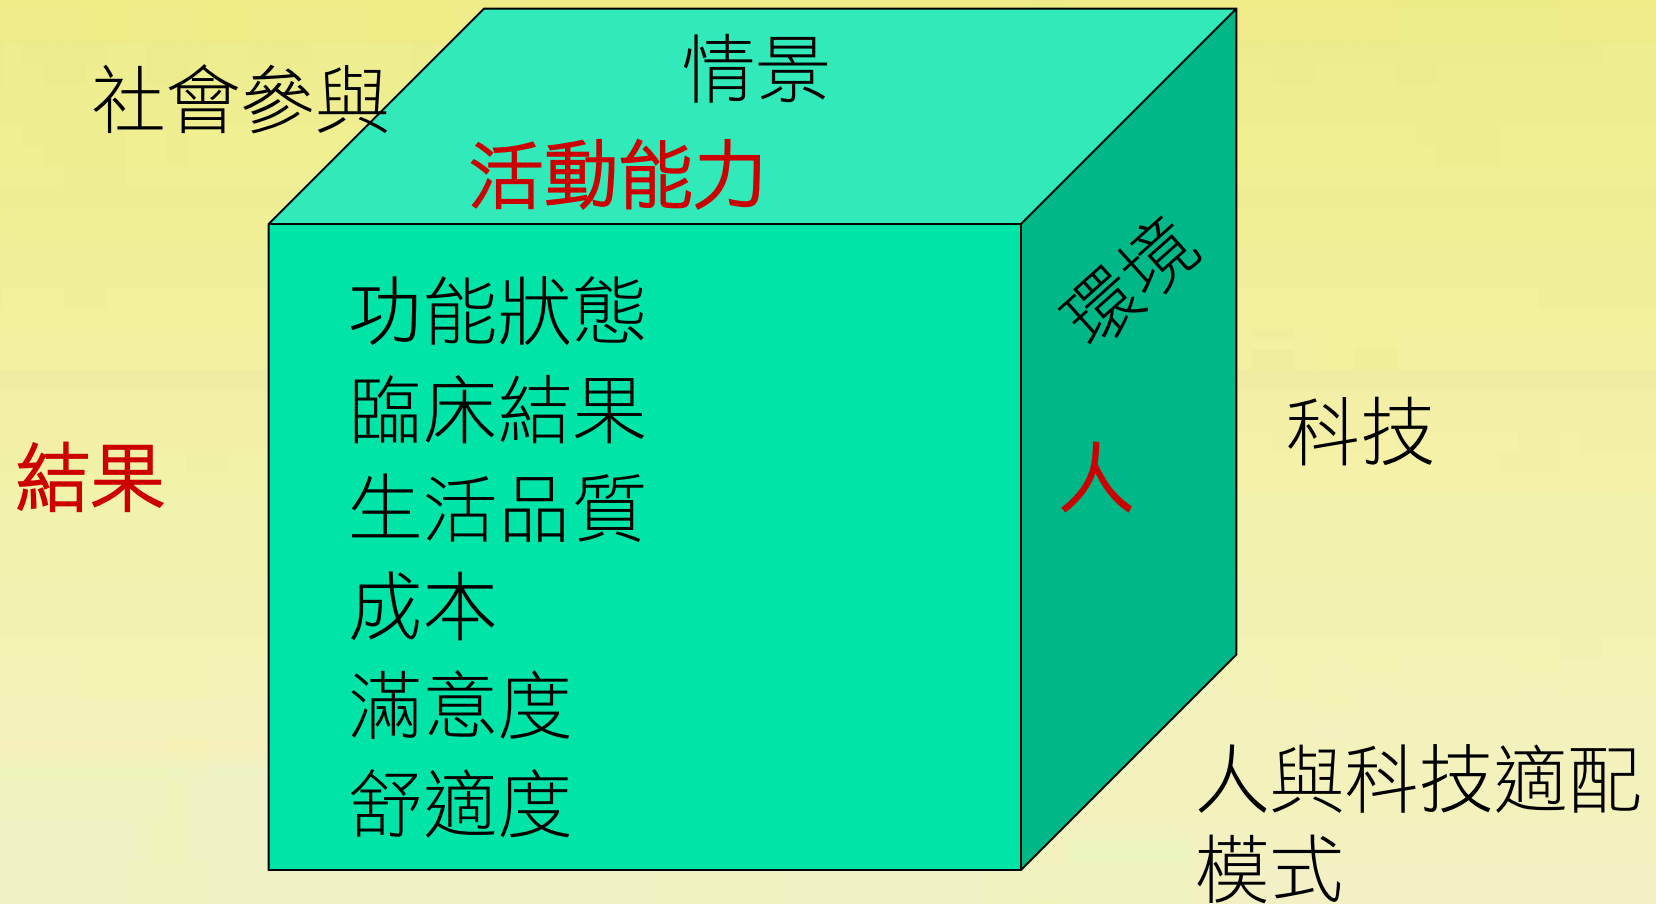 情景
社會參與
活動能力
環境
功能狀態
臨床結果
生活品質
成本
滿意度
舒適度
結果
人
科技
人與科技適配
模式